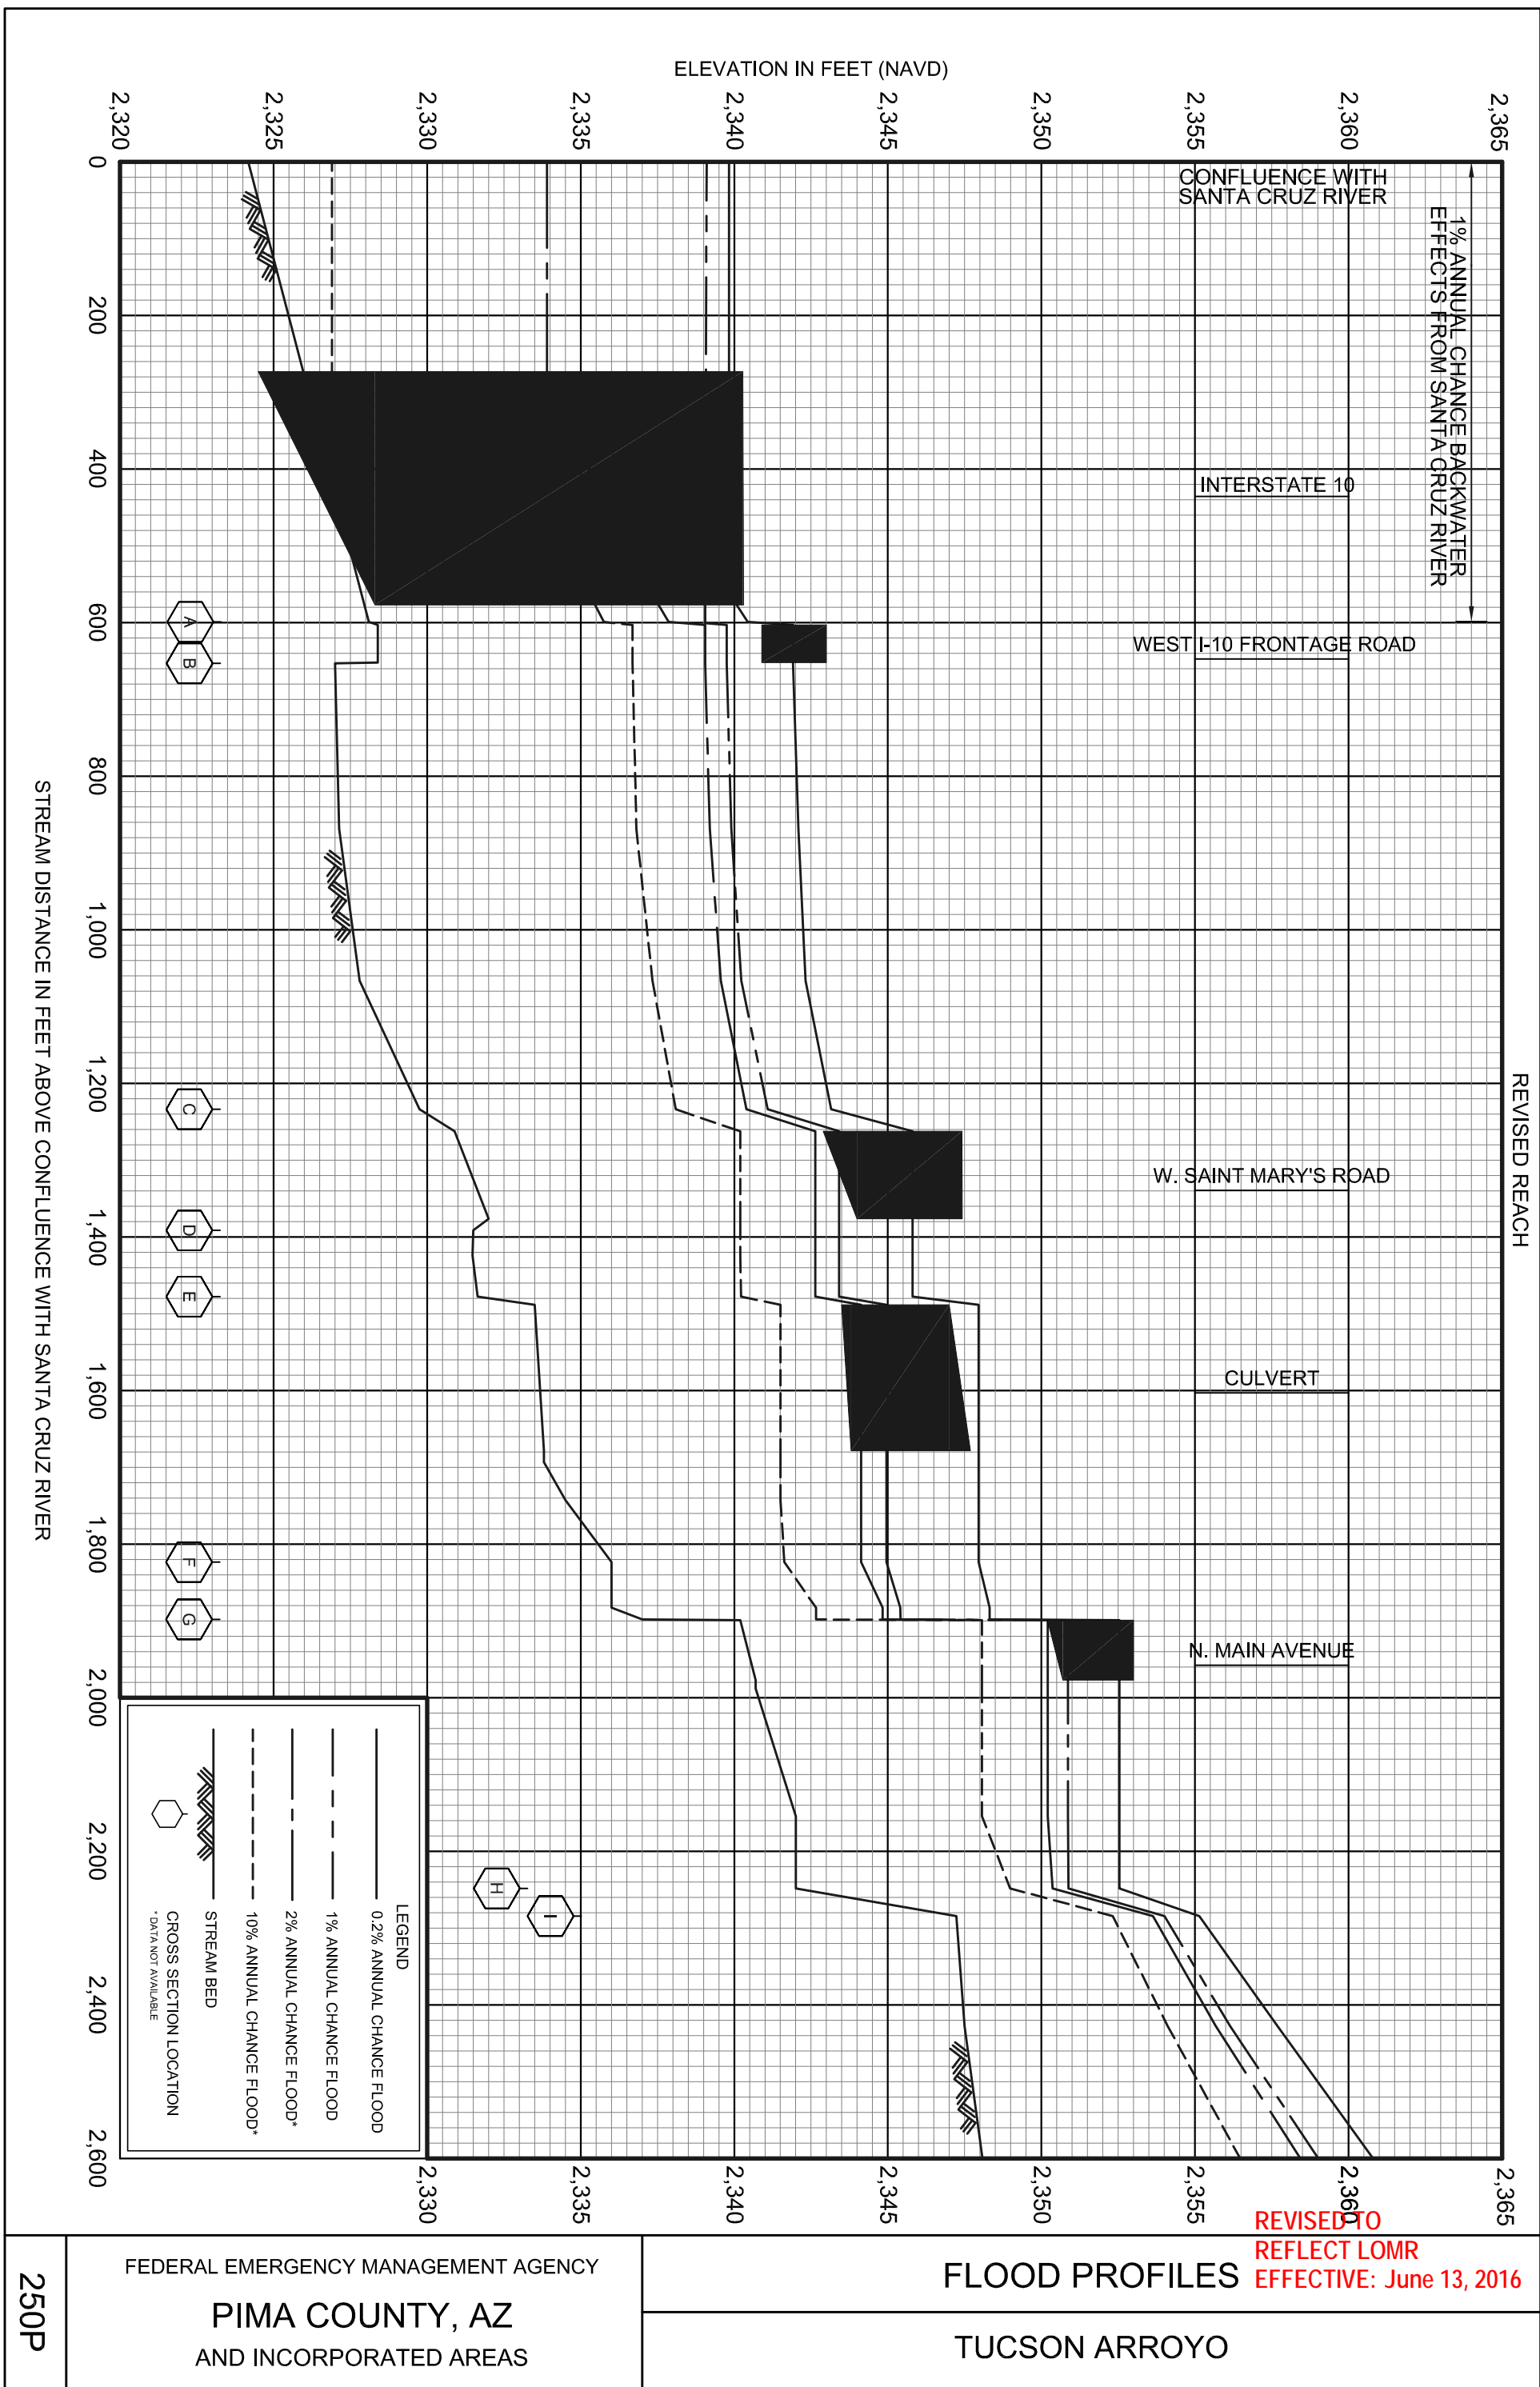 ELEVATION IN FEET (NAVD)
2,320
2,325
2,330
2,335
2,340
2,345
2,350
2,355
2,360
2,365
0
200
400
600
800
1,000
1,200
1,400
1,600
1,800
2,000
2,200
2,400
2,600
STREAM DISTANCE IN FEET ABOVE CONFLUENCE WITH SANTA CRUZ RIVER
1% ANNUAL CHANCE BACKWATER
EFFECTS FROM SANTA CRUZ RIVER
CONFLUENCE WITH
SANTA CRUZ RIVER
INTERSTATE 10
WEST I-10 FRONTAGE ROAD
W. SAINT MARY'S ROAD
CULVERT
N. MAIN AVENUE
REVISED REACH
A
B
C
D
E
F
G
H
I
LEGEND
0.2% ANNUAL CHANCE FLOOD
1% ANNUAL CHANCE FLOOD
2% ANNUAL CHANCE FLOOD*
10% ANNUAL CHANCE FLOOD*
STREAM BED
CROSS SECTION LOCATION
* DATA NOT AVAILABLE
2,330
2,335
2,340
2,345
2,350
2,355
2,360
2,365
REVISED TO
REFLECT LOMR
EFFECTIVE: June 13, 2016
FLOOD PROFILES
TUCSON ARROYO
FEDERAL EMERGENCY MANAGEMENT AGENCY
PIMA COUNTY, AZ
AND INCORPORATED AREAS
250P